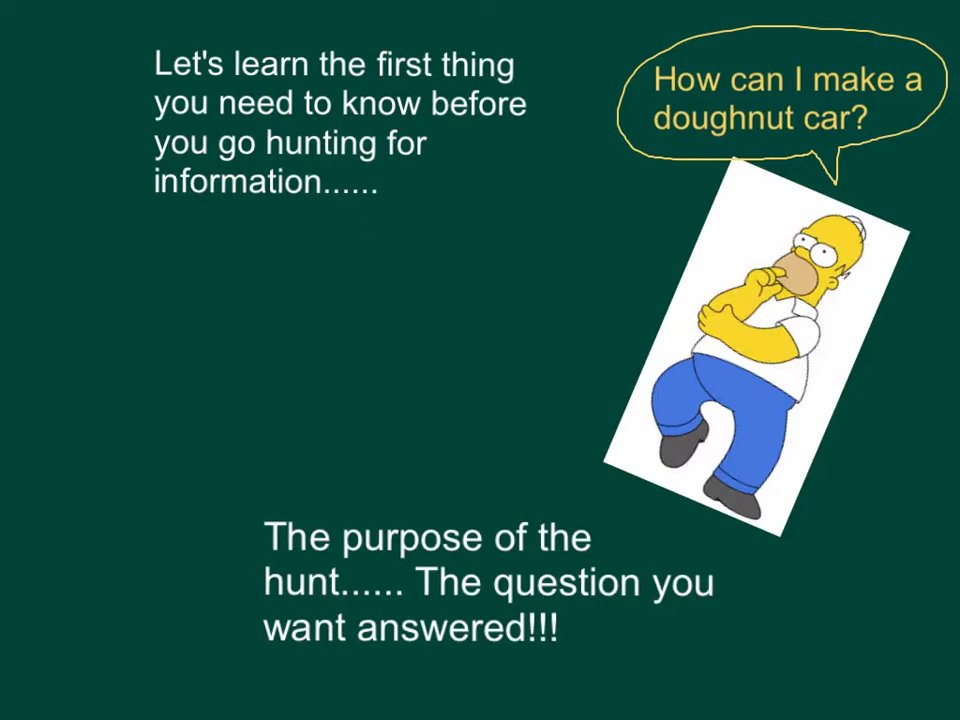 Let's learn the first thing
you need to know before
you go hunting for
information......
How can I make a
doughnut car?
The purpose of the
hunt...... The question you
want answered!!!